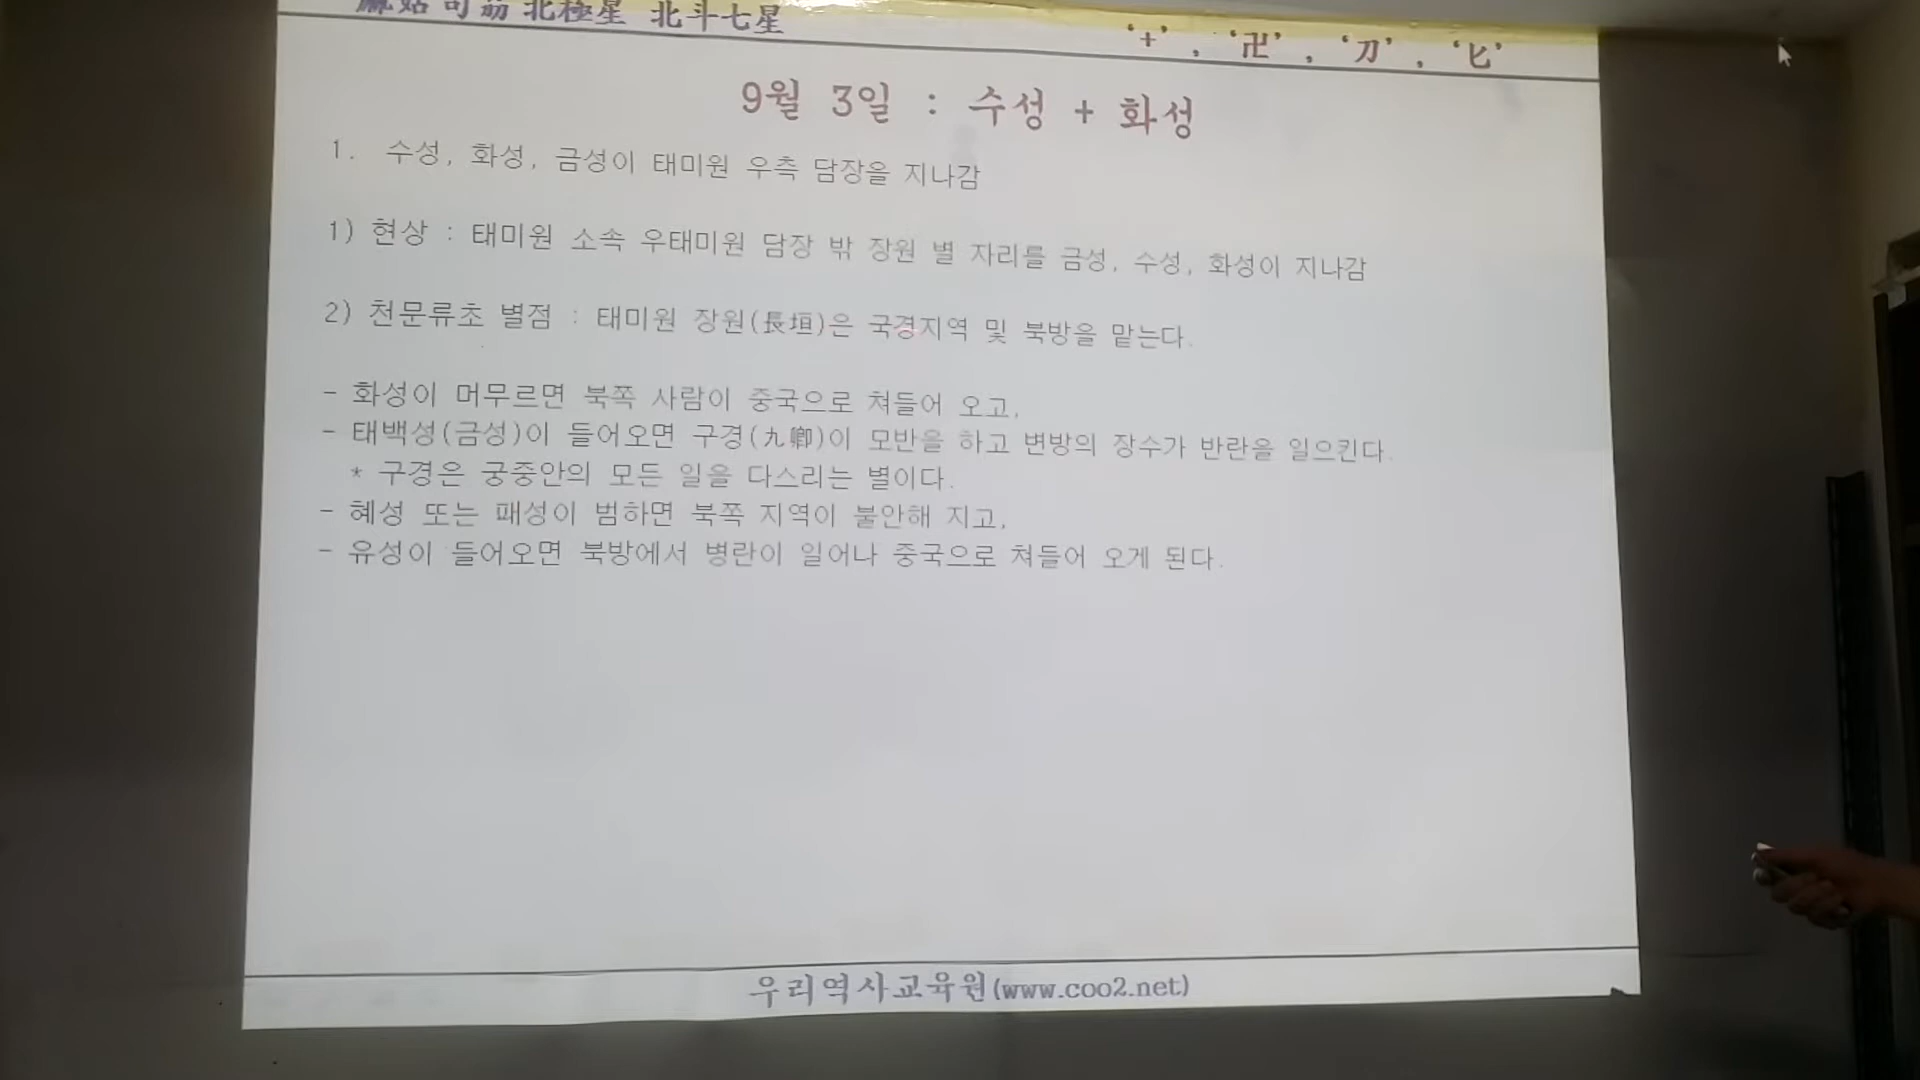 麻姑 司 北極星 北斗七星
‘+’, ‘卍’, ‘刀’, ‘匕’
9월 3일 : 수성 + 화성
1. 수성, 화성, 금성이 태미원 우측 담장을 지나감
1) 현상 : 태미원 소속 우태미원 담장 밖 장원 별 자리를 금성, 수성, 화성이 지나감
2) 천문류초 별점 : 태미원 장원(長垣)은 국경지역 및 북방을 맡는다.
- 화성이 머무르면 북쪽 사람이 중국으로 쳐들어 오고,
- 태백성(금성)이 들어오면 구경(九卿)이 모반을 하고 변방의 장수가 반란을 일으킨다.
* 구경은 궁중안의 모든 일을 다스리는 별이다.
- 혜성 또는 패성이 범하면 북쪽 지역이 불안해 지고,
- 유성이 들어오면 북방에서 병란이 일어나 중국으로 쳐들어 오게 된다.
우리역사교육원(www.coo2.net)